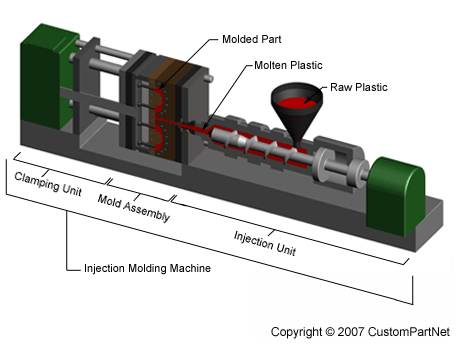 Molded Part
Molten Plastic
Raw Plastic
Clamping Unit
Mold Assembly
Injection Unit
Injection Molding Machine
Copyright © 2007 CustomPartNet